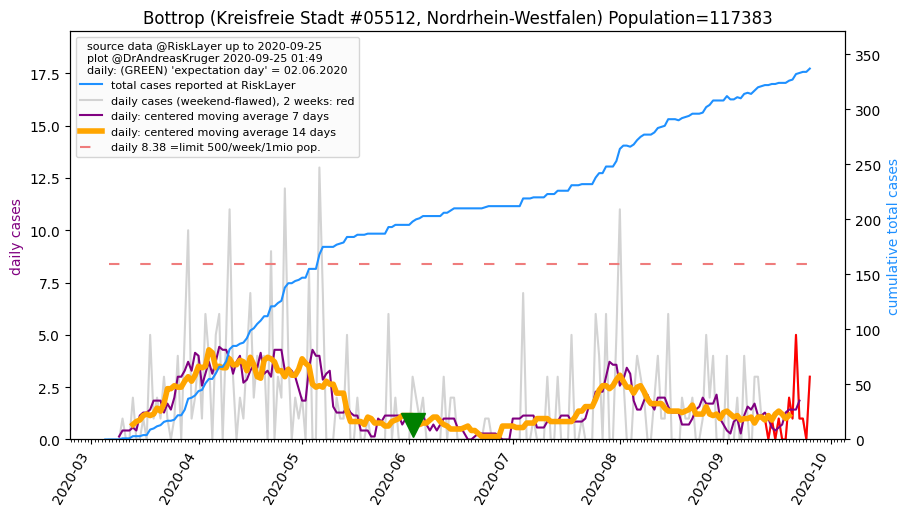 Bottrop (Kreisfreie Stadt #05512, Nordrhein-Westfalen) Population=117383
source data @RiskLayer up to 2020-09-25
plot @DrAndreasKruger 2020-09-25 01:49
daily: (GREEN) 'expectation day' = 02.06.2020
total cases reported at RiskLayer
daily cases (weekend-flawed), 2 weeks: red
daily: centered moving average 7 days
daily: centered moving average 14 days
daily 8.38 =limit 500/week/1mio pop.
daily cases
17.5
15.0
12.5
10.0
7.5
5.0
2.5
0.0
350
300
250
200
150
100
50
0
cumulative total cases
2020-03
2020-04
2020-05
2020-06
2020-07
2020-08
2020-09
2020-10